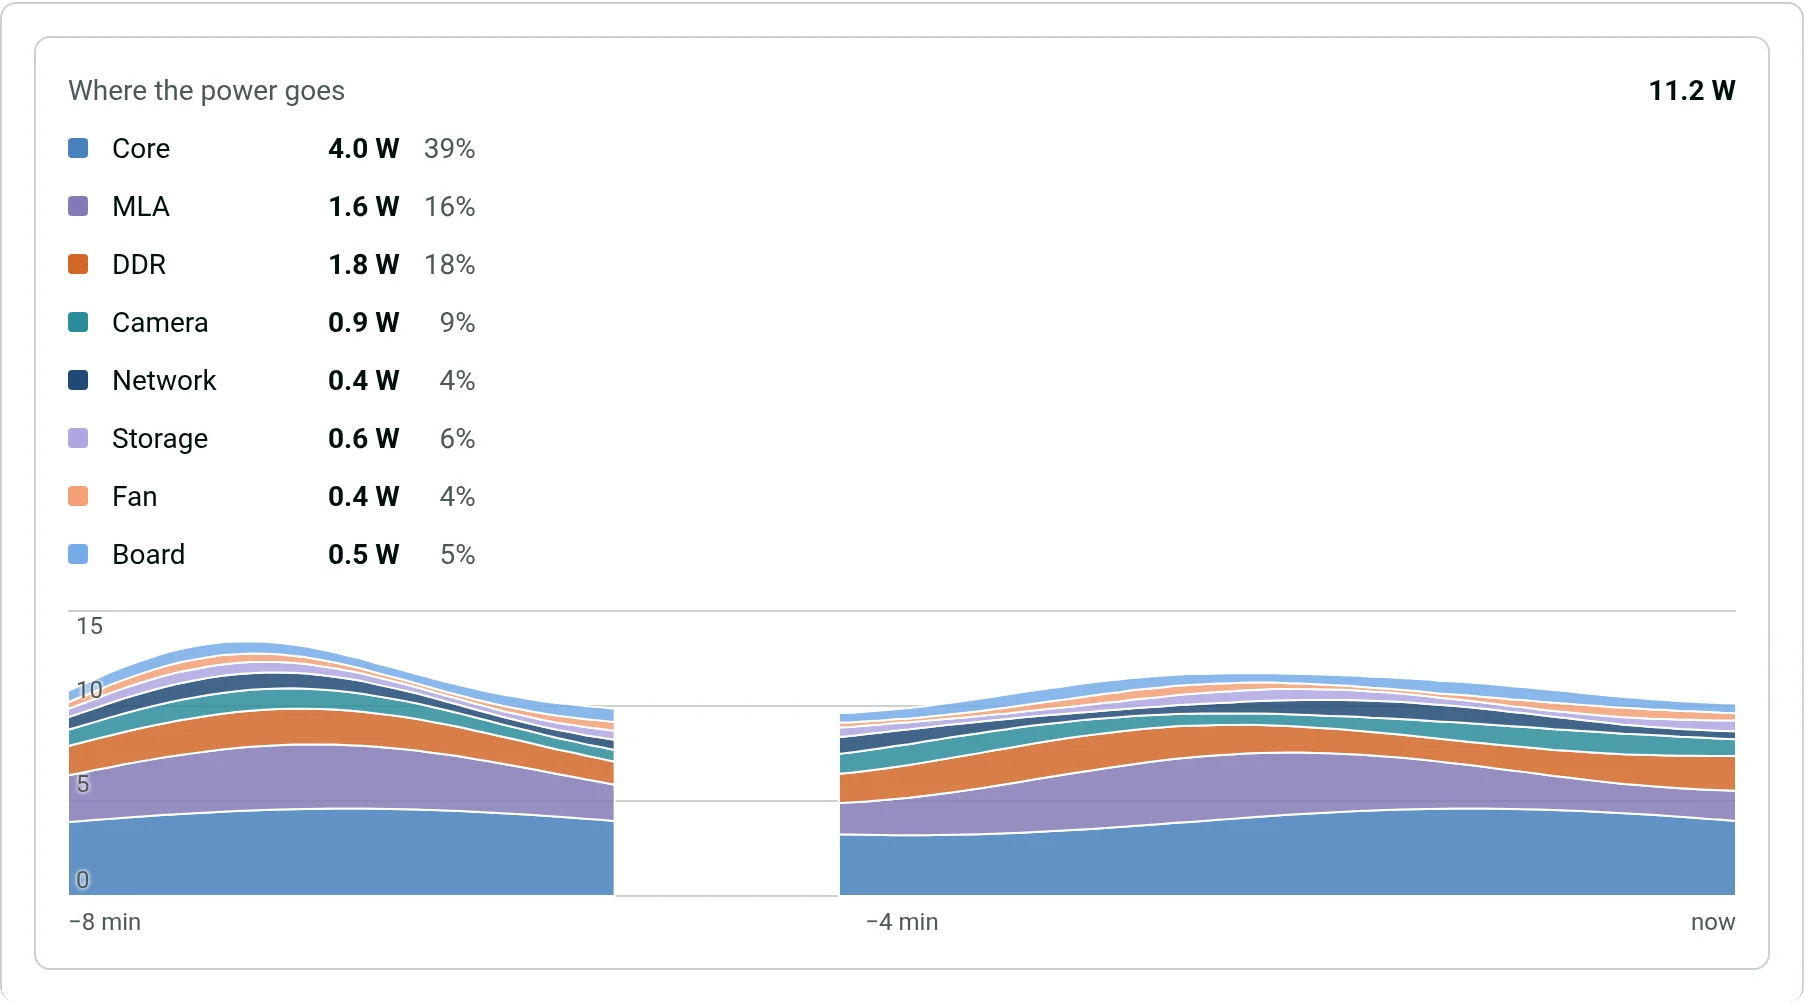 Where the power goes 11.2 W
Core 4.0 W 39%
MLA 1.6 W 16%
DDR 1.8 W 18%
Camera 0.9 W 9%
Network 0.4 W 4%
Storage 0.6 W 6%
Fan 0.4 W 4%
Board 0.5 W 5%
15
10
5
0
−8 min −4 min now